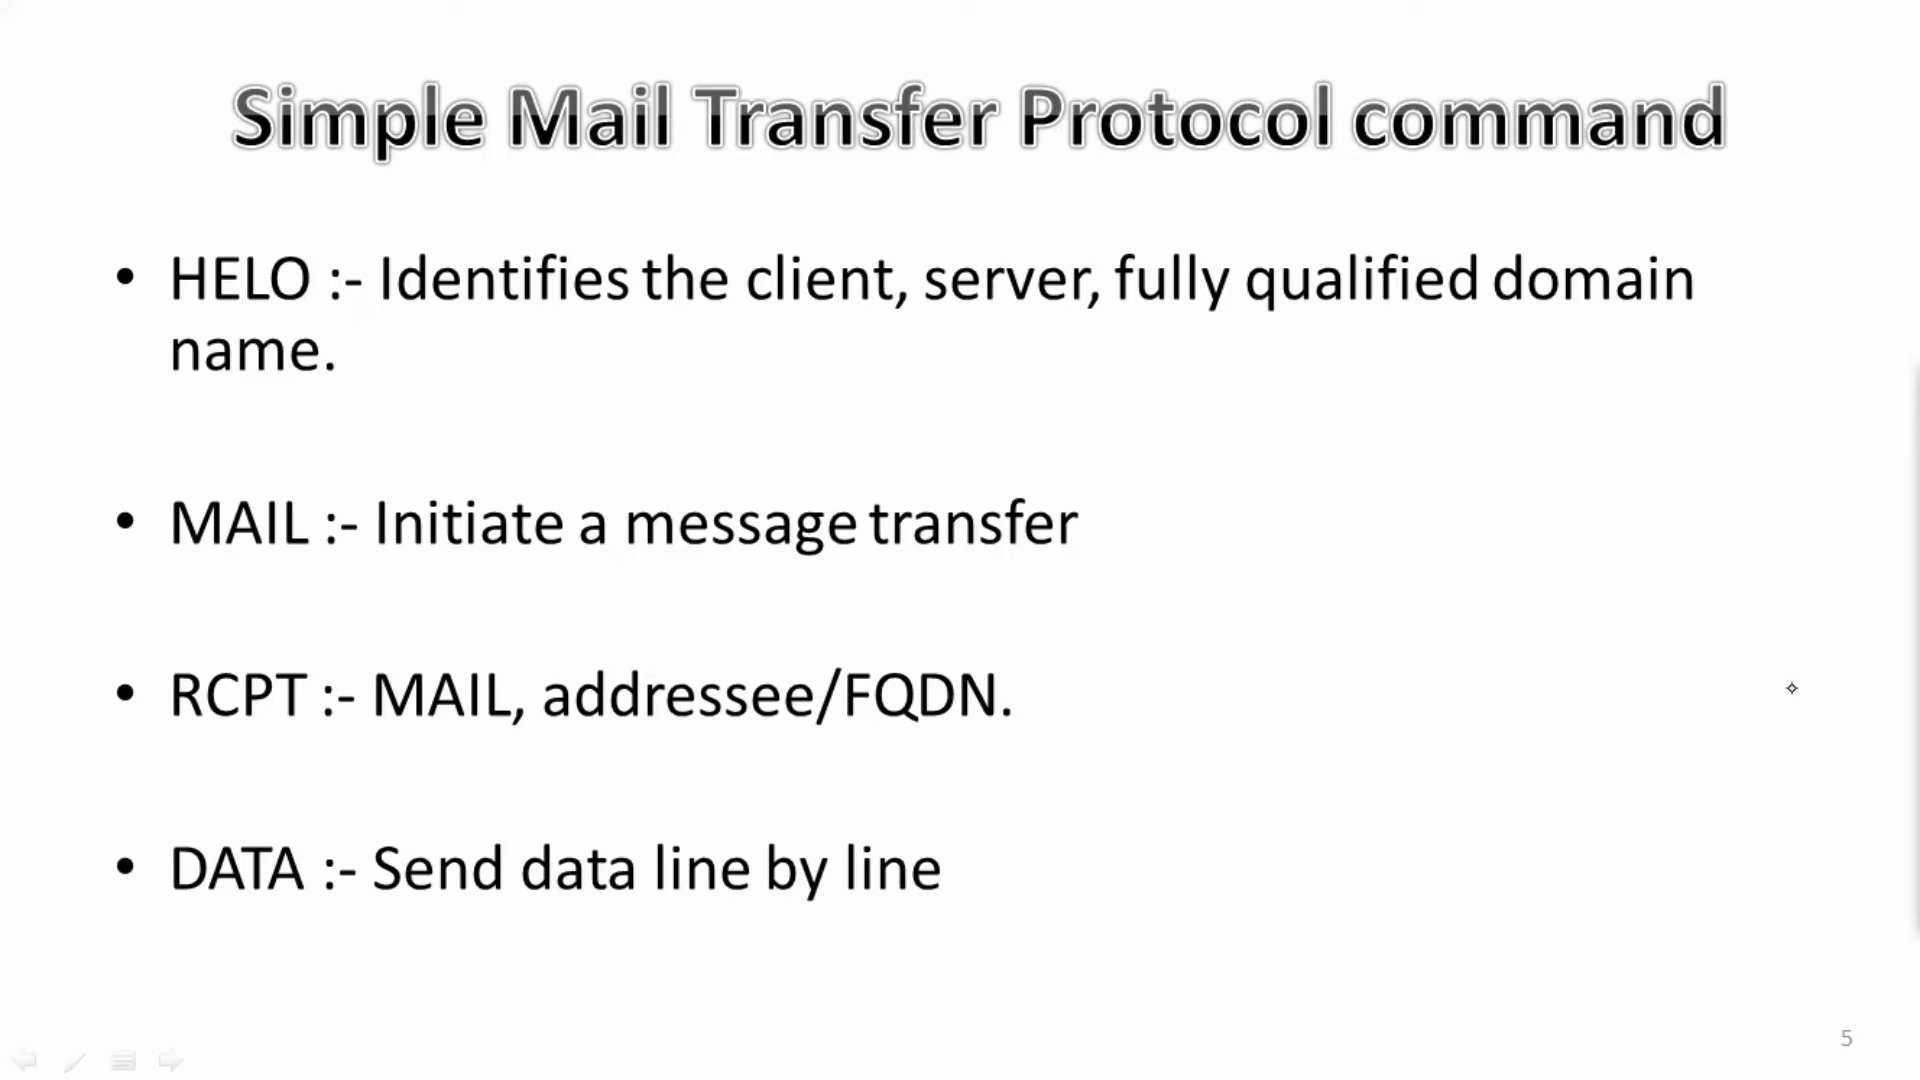 Simple Mail Transfer Protocol command
• HELO :- Identifies the client, server, fully qualified domain
name.
• MAIL :- Initiate a message transfer
• RCPT :- MAIL, addressee/FQDN.
• DATA :- Send data line by line
5